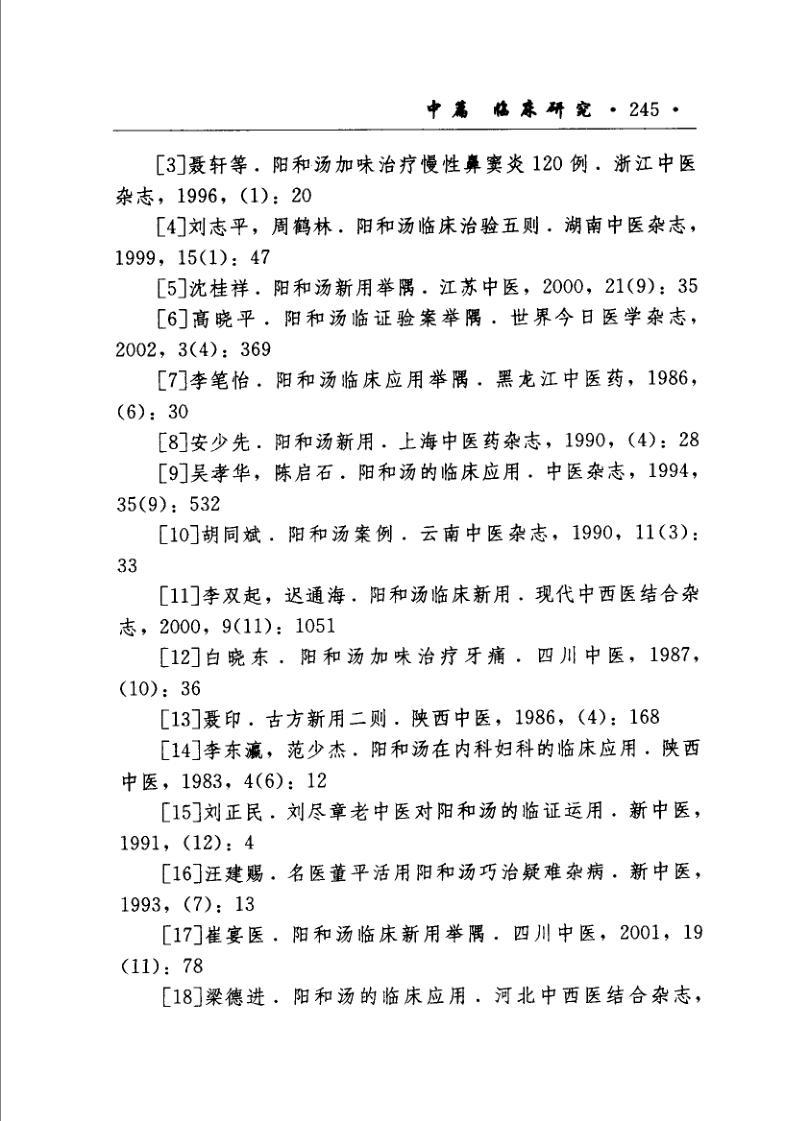 中篇 临床研究 · 245 ·
[3]聂轩等．阳和汤加味治疗慢性鼻窦炎 120 例．浙江中医
杂志，1996，(1)：20
[4]刘志平，周鹤林．阳和汤临床治验五则．湖南中医杂志，
1999，15(1)：47
[5]沈桂祥．阳和汤新用举隅．江苏中医，2000，21(9)：35
[6]高晓平．阳和汤临证验案举隅．世界今日医学杂志，
2002，3(4)：369
[7]李笔怡．阳和汤临床应用举隅．黑龙江中医药，1986，
(6)：30
[8]安少先．阳和汤新用．上海中医药杂志，1990，(4)：28
[9]吴孝华，陈启石．阳和汤的临床应用．中医杂志，1994，
35(9)：532
[10]胡同斌．阳和汤案例．云南中医杂志，1990，11(3)：
33
[11]李双起，迟通海．阳和汤临床新用．现代中西医结合杂
志，2000，9(11)：1051
[12]白晓东．阳和汤加味治疗牙痛．四川中医，1987，
(10)：36
[13]聂印．古方新用二则．陕西中医，1986，(4)：168
[14]李东瀛，范少杰．阳和汤在内科妇科的临床应用．陕西
中医，1983，4(6)：12
[15]刘正民．刘尽章老中医对阳和汤的临证运用．新中医，
1991，(12)：4
[16]汪建赐．名医董平活用阳和汤巧治疑难杂病．新中医，
1993，(7)：13
[17]崔宴医．阳和汤临床新用举隅．四川中医，2001，19
(11)：78
[18]梁德进．阳和汤的临床应用．河北中西医结合杂志，